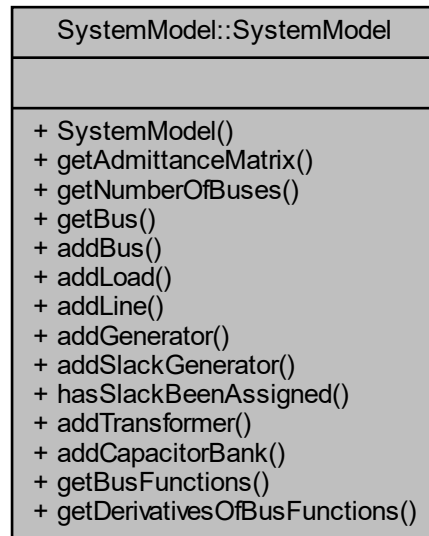 SystemModel::SystemModel
+ SystemModel()
+ getAdmittanceMatrix()
+ getNumberOfBuses()
+ getBus()
+ addBus()
+ addLoad()
+ addLine()
+ addGenerator()
+ addSlackGenerator()
+ hasSlackBeenAssigned()
+ addTransformer()
+ addCapacitorBank()
+ getBusFunctions()
+ getDerivativesOfBusFunctions()